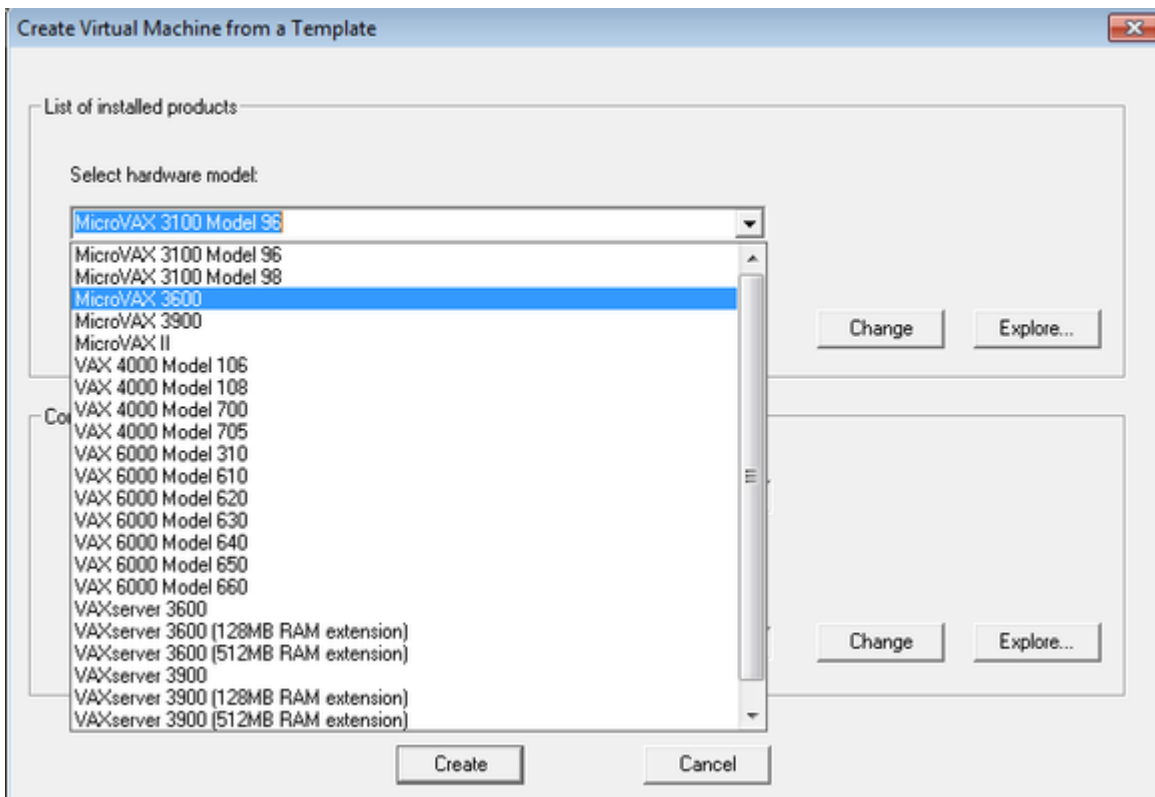 Create Virtual Machine from a Template
List of installed products
Select hardware model:
MicroVAX 3100 Model 96
MicroVAX 3100 Model 96
MicroVAX 3100 Model 98
MicroVAX 3600
MicroVAX 3900
MicroVAX II
VAX 4000 Model 106
VAX 4000 Model 108
VAX 4000 Model 700
VAX 4000 Model 705
VAX 6000 Model 310
VAX 6000 Model 610
VAX 6000 Model 620
VAX 6000 Model 630
VAX 6000 Model 640
VAX 6000 Model 650
VAX 6000 Model 660
VAXserver 3600
VAXserver 3600 (128MB RAM extension)
VAXserver 3600 (512MB RAM extension)
VAXserver 3900
VAXserver 3900 (128MB RAM extension)
VAXserver 3900 (512MB RAM extension)
Change Explore...
Change Explore...
Create Cancel